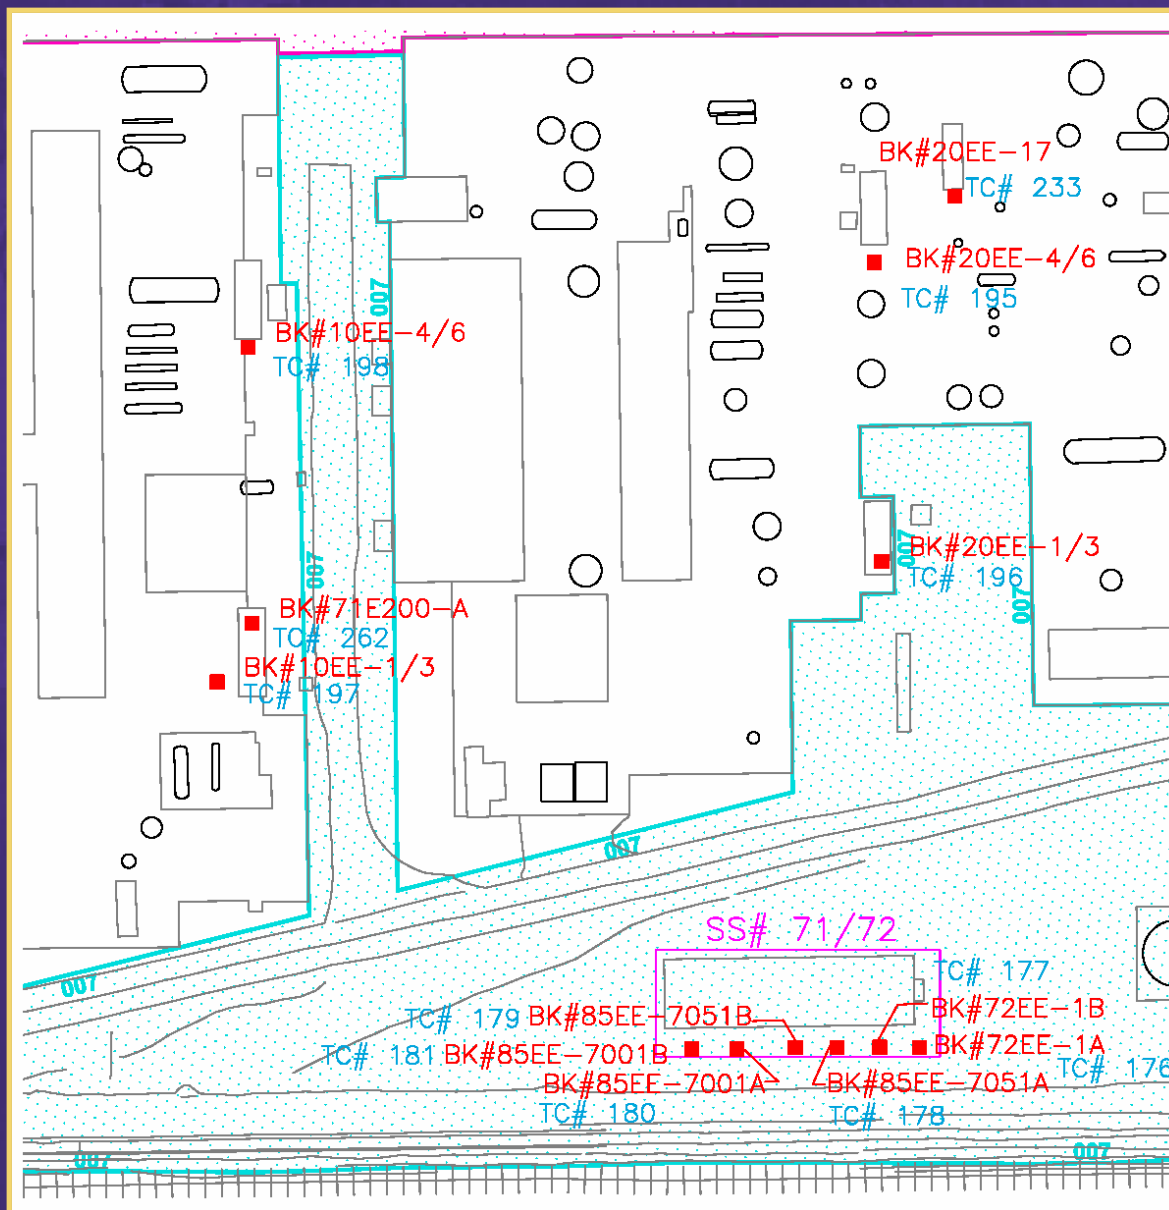 BK#20EE-17
TC# 233
BK#20EE-4/6
TC# 195
007
BK#10EE-4/6
TC# 198
007
BK#20EE-1/3
TC# 196
007
007
BK#71E200-A
TC# 262
BK#10EE-1/3
TC# 197
007
SS# 71/72
TC# 177
007
BK#72EE-1B
TC# 179 BK#85EE-7051B
BK#72EE-1A
TC# 181 BK#85EE-7001B
TC# 176
BK#85EE-7001A
BK#85EE-7051A
TC# 180
TC# 178
007
007